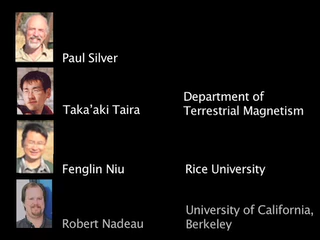 Paul Silver
Taka'aki Taira
Department of
Terrestrial Magnetism
Fenglin Niu
Rice University
Robert Nadeau
University of California,
Berkeley